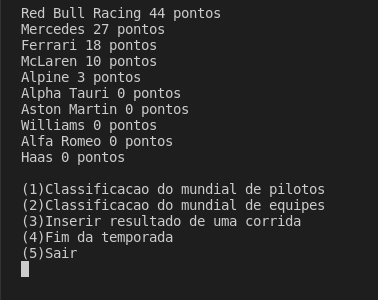 Red Bull Racing 44 pontos
Mercedes 27 pontos
Ferrari 18 pontos
McLaren 10 pontos
Alpine 3 pontos
Alpha Tauri 0 pontos
Aston Martin 0 pontos
Williams 0 pontos
Alfa Romeo 0 pontos
Haas 0 pontos
(1)Classificacao do mundial de pilotos
(2)Classificacao do mundial de equipes
(3)Inserir resultado de uma corrida
(4)Fim da temporada
(5)Sair